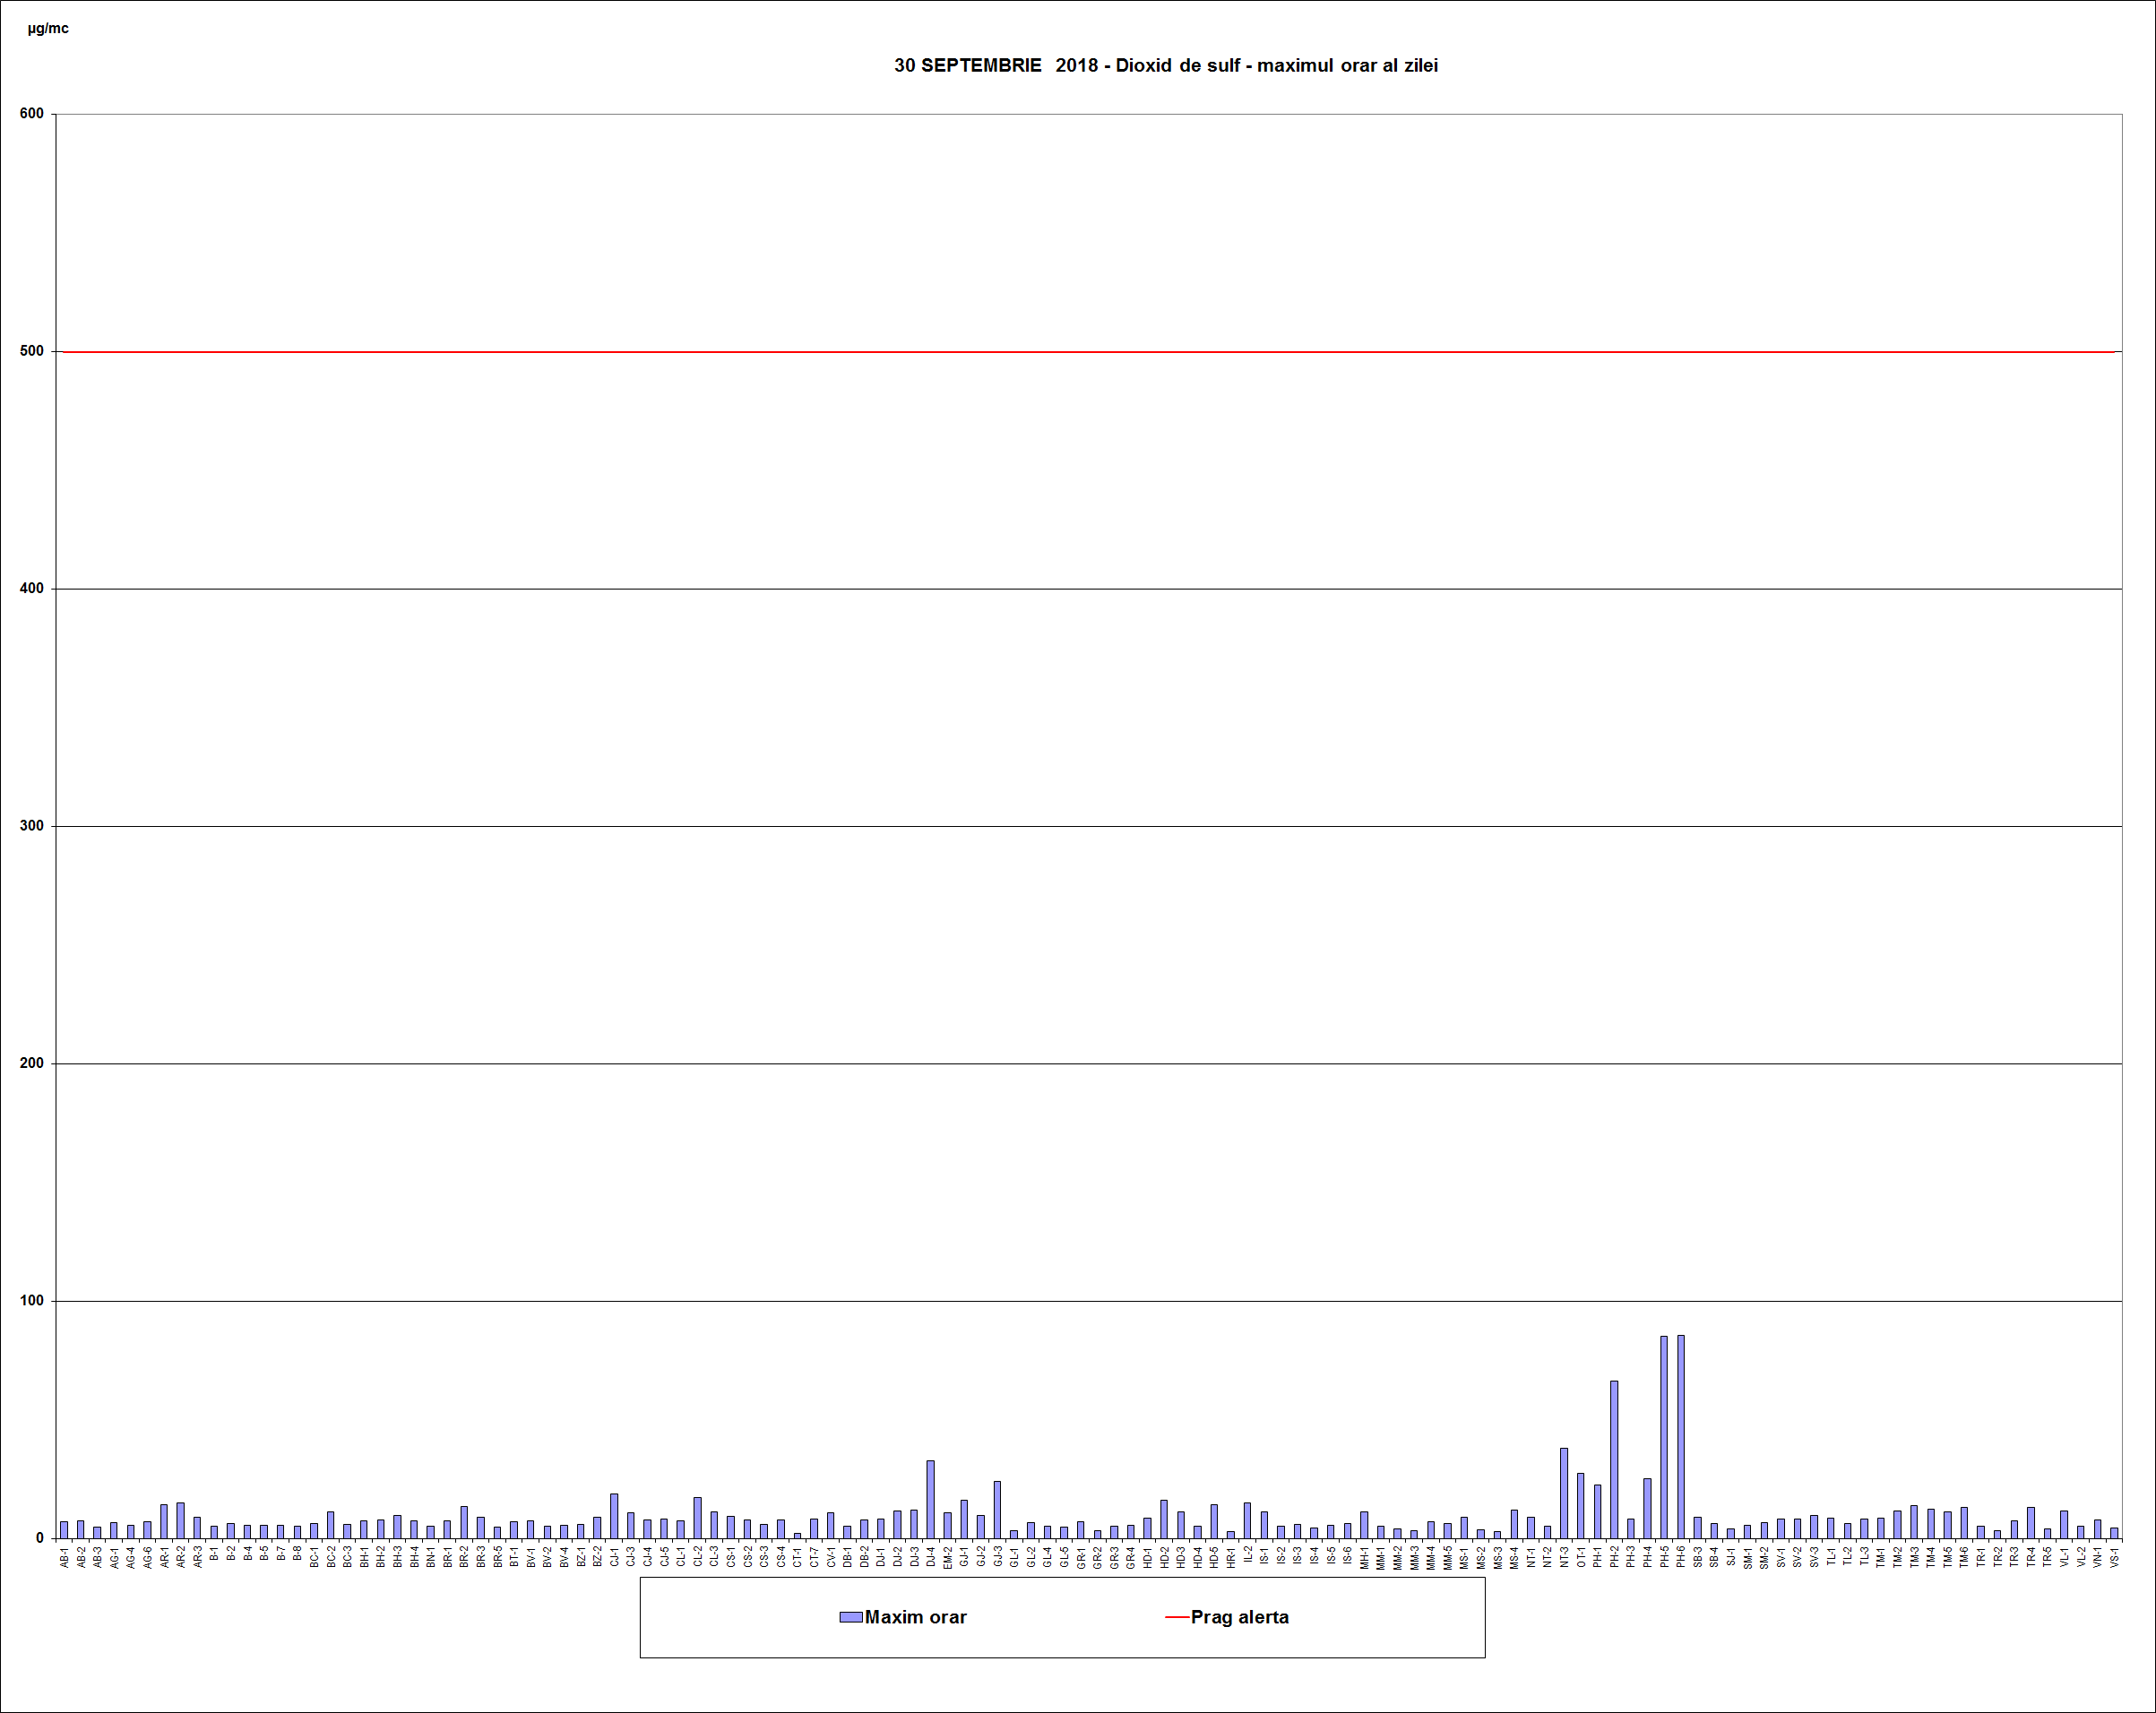 µg/mc
30 SEPTEMBRIE 2018 - Dioxid de sulf - maximul orar al zilei
600
500
400
300
200
100
0
AB-1 AB-2 AB-3 AG-1 AG-4 AG-6 AR-1 AR-2 AR-3 B-1 B-2 B-4 B-5 B-7 B-8 BC-1 BC-2 BC-3 BH-1 BH-2 BH-3 BH-4 BN-1 BR-1 BR-2 BR-3 BR-5 BT-1 BV-1 BV-2 BV-4 BZ-1 BZ-2 CJ-1 CJ-3 CJ-4 CJ-5 CL-1 CL-2 CL-3 CS-1 CS-2 CS-3 CS-4 CT-1 CT-7 CV-1 DB-1 DB-2 DJ-1 DJ-2 DJ-3 DJ-4 EM-2 GJ-1 GJ-2 GJ-3 GL-1 GL-2 GL-4 GL-5 GR-1 GR-2 GR-3 GR-4 HD-1 HD-2 HD-3 HD-4 HD-5 HR-1 IL-2 IS-1 IS-2 IS-3 IS-4 IS-5 IS-6 MH-1 MM-1 MM-2 MM-3 MM-4 MM-5 MS-1 MS-2 MS-3 MS-4 NT-1 NT-2 NT-3 OT-1 PH-1 PH-2 PH-3 PH-4 PH-5 PH-6 SB-3 SB-4 SJ-1 SM-1 SM-2 SV-1 SV-2 SV-3 TL-1 TL-2 TL-3 TM-1 TM-2 TM-3 TM-4 TM-5 TM-6 TR-1 TR-2 TR-3 TR-4 TR-5 VL-1 VL-2 VN-1 VS-1
Maxim orar Prag alerta